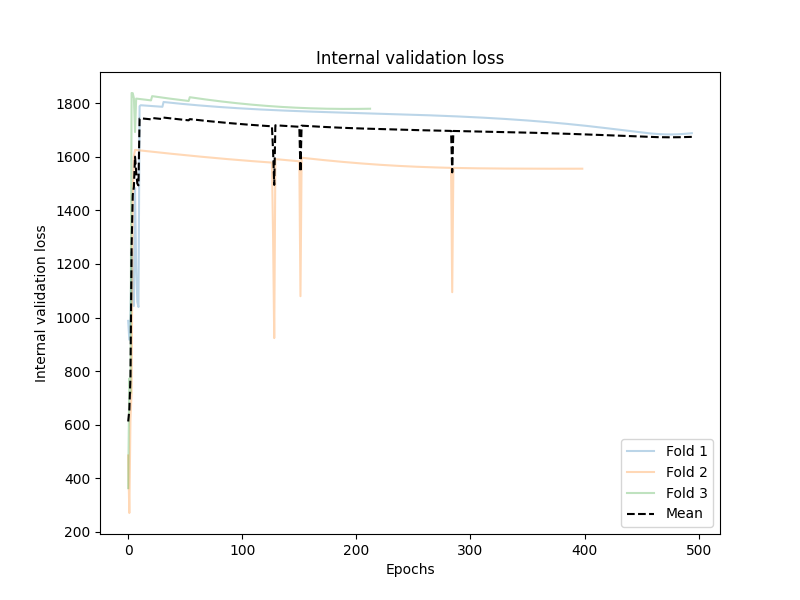 Internal validation loss
Internal validation loss
1800
1600
1400
1200
1000
800
600
400
200
0 100 200 300 400 500
Epochs
Fold 1
Fold 2
Fold 3
Mean